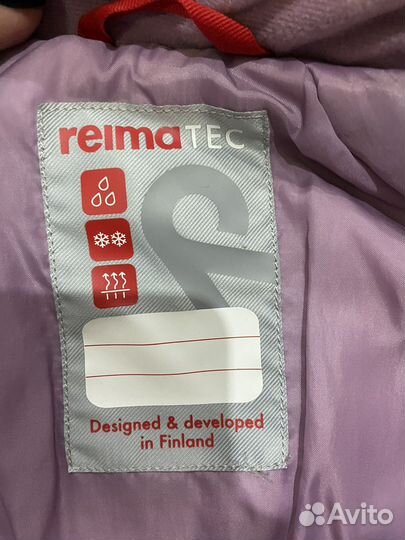 reimaTEC
Designed & developed
in Finland
Avito